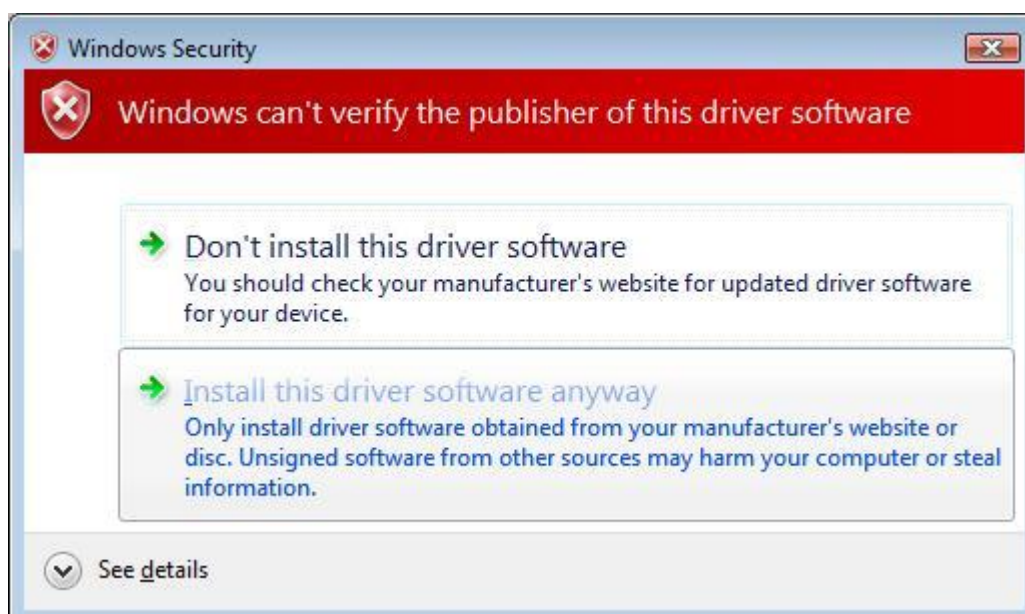 Windows Security
Windows can't verify the publisher of this driver software
Don't install this driver software
You should check your manufacturer's website for updated driver software
for your device.
Install this driver software anyway
Only install driver software obtained from your manufacturer's website or
disc. Unsigned software from other sources may harm your computer or steal
information.
See details